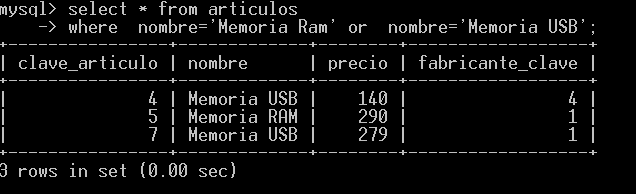 mysql> select * from articulos
    -> where  nombre='Memoria Ram' or  nombre='Memoria USB';
+----------------+-------------+--------+------------------+
| clave_articulo | nombre      | precio | fabricante_clave |
+----------------+-------------+--------+------------------+
|              4 | Memoria USB |    140 |                4 |
|              5 | Memoria RAM |    290 |                1 |
|              7 | Memoria USB |    279 |                1 |
+----------------+-------------+--------+------------------+
3 rows in set (0.00 sec)